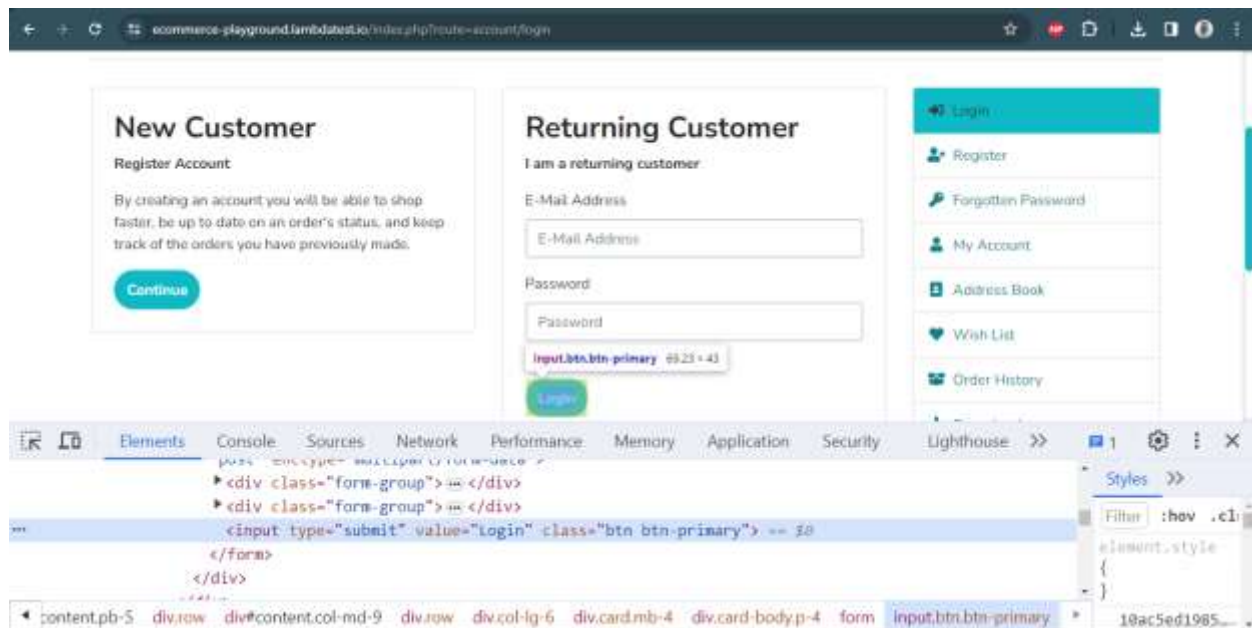 ecommerce-playground.lambdatest.io/index.php?route=account/login
New Customer
Register Account
By creating an account you will be able to shop
faster, be up to date on an order's status, and keep
track of the orders you have previously made.
Continue
Returning Customer
I am a returning customer
E-Mail Address
E-Mail Address
Password
Password
input.btn.btn-primary 69.23 × 43
Login
Login
Register
Forgotten Password
My Account
Address Book
Wish List
Order History
Elements Console Sources Network Performance Memory Application Security Lighthouse 1
post" enctype="multipart/form-data">
<div class="form-group"> … </div>
<div class="form-group"> … </div>
<input type="submit" value="Login" class="btn btn-primary"> == $0
</form>
</div>
content.pb-5 div.row div#content.col-md-9 div.row div.col-lg-6 div.card.mb-4 div.card-body.p-4 form input.btn.btn-primary
Styles
Filter :hov .cl
element.style
{
}
10ac5ed1985…